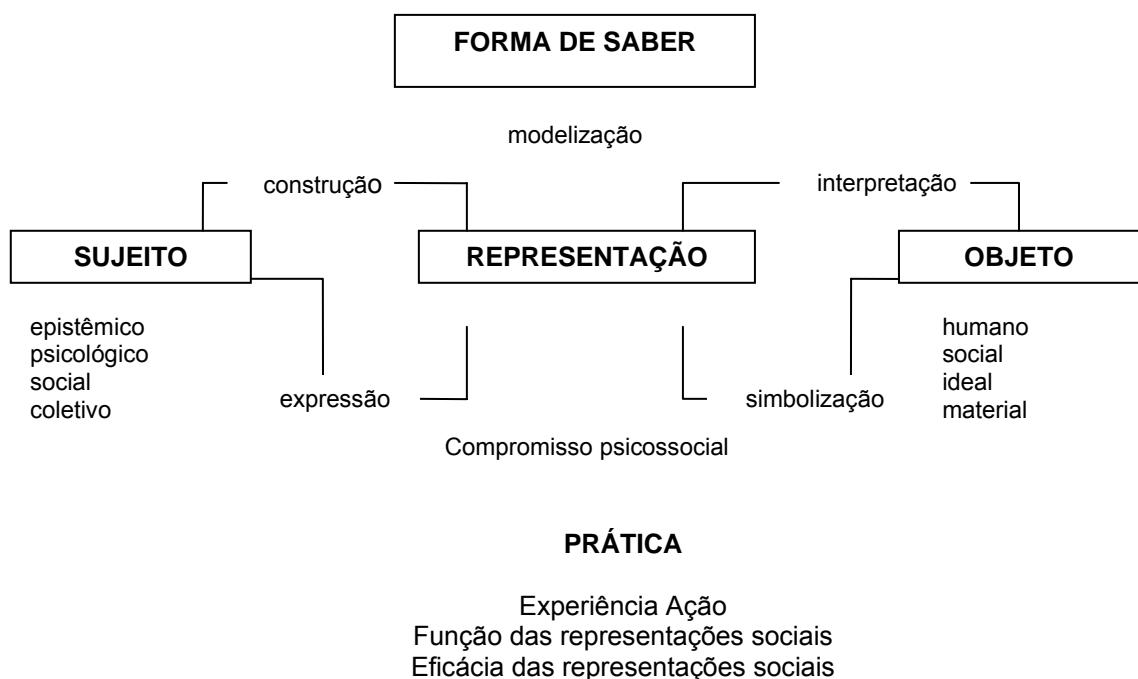 FORMA DE SABER
modelização
construção
interpretação
SUJEITO
REPRESENTAÇÃO
OBJETO
epistêmico
psicológico
social
coletivo
humano
social
ideal
material
expressão
simbolização
Compromisso psicossocial
PRÁTICA
Experiência Ação
Função das representações sociais
Eficácia das representações sociais